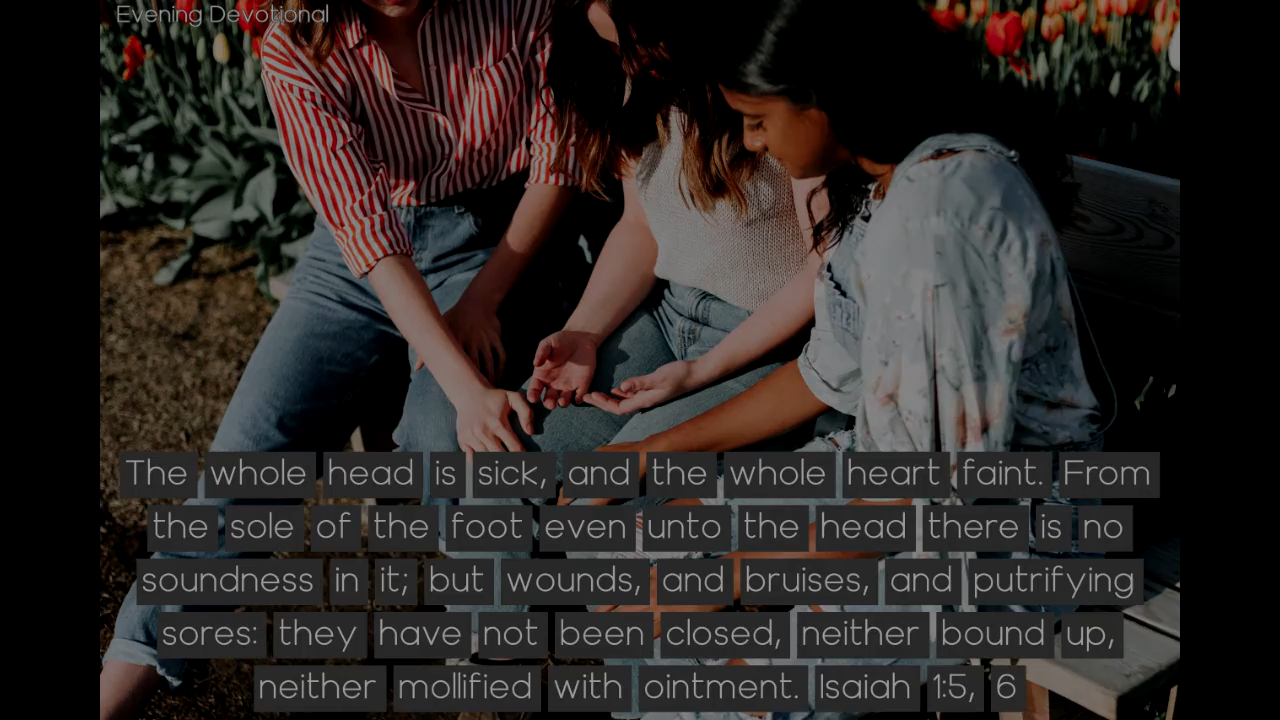 Evening Devotional
The whole head is sick, and the whole heart faint. From
the sole of the foot even unto the head there is no
soundness in it; but wounds, and bruises, and putrifying
sores: they have not been closed, neither bound up,
neither mollified with ointment. Isaiah 1:5, 6